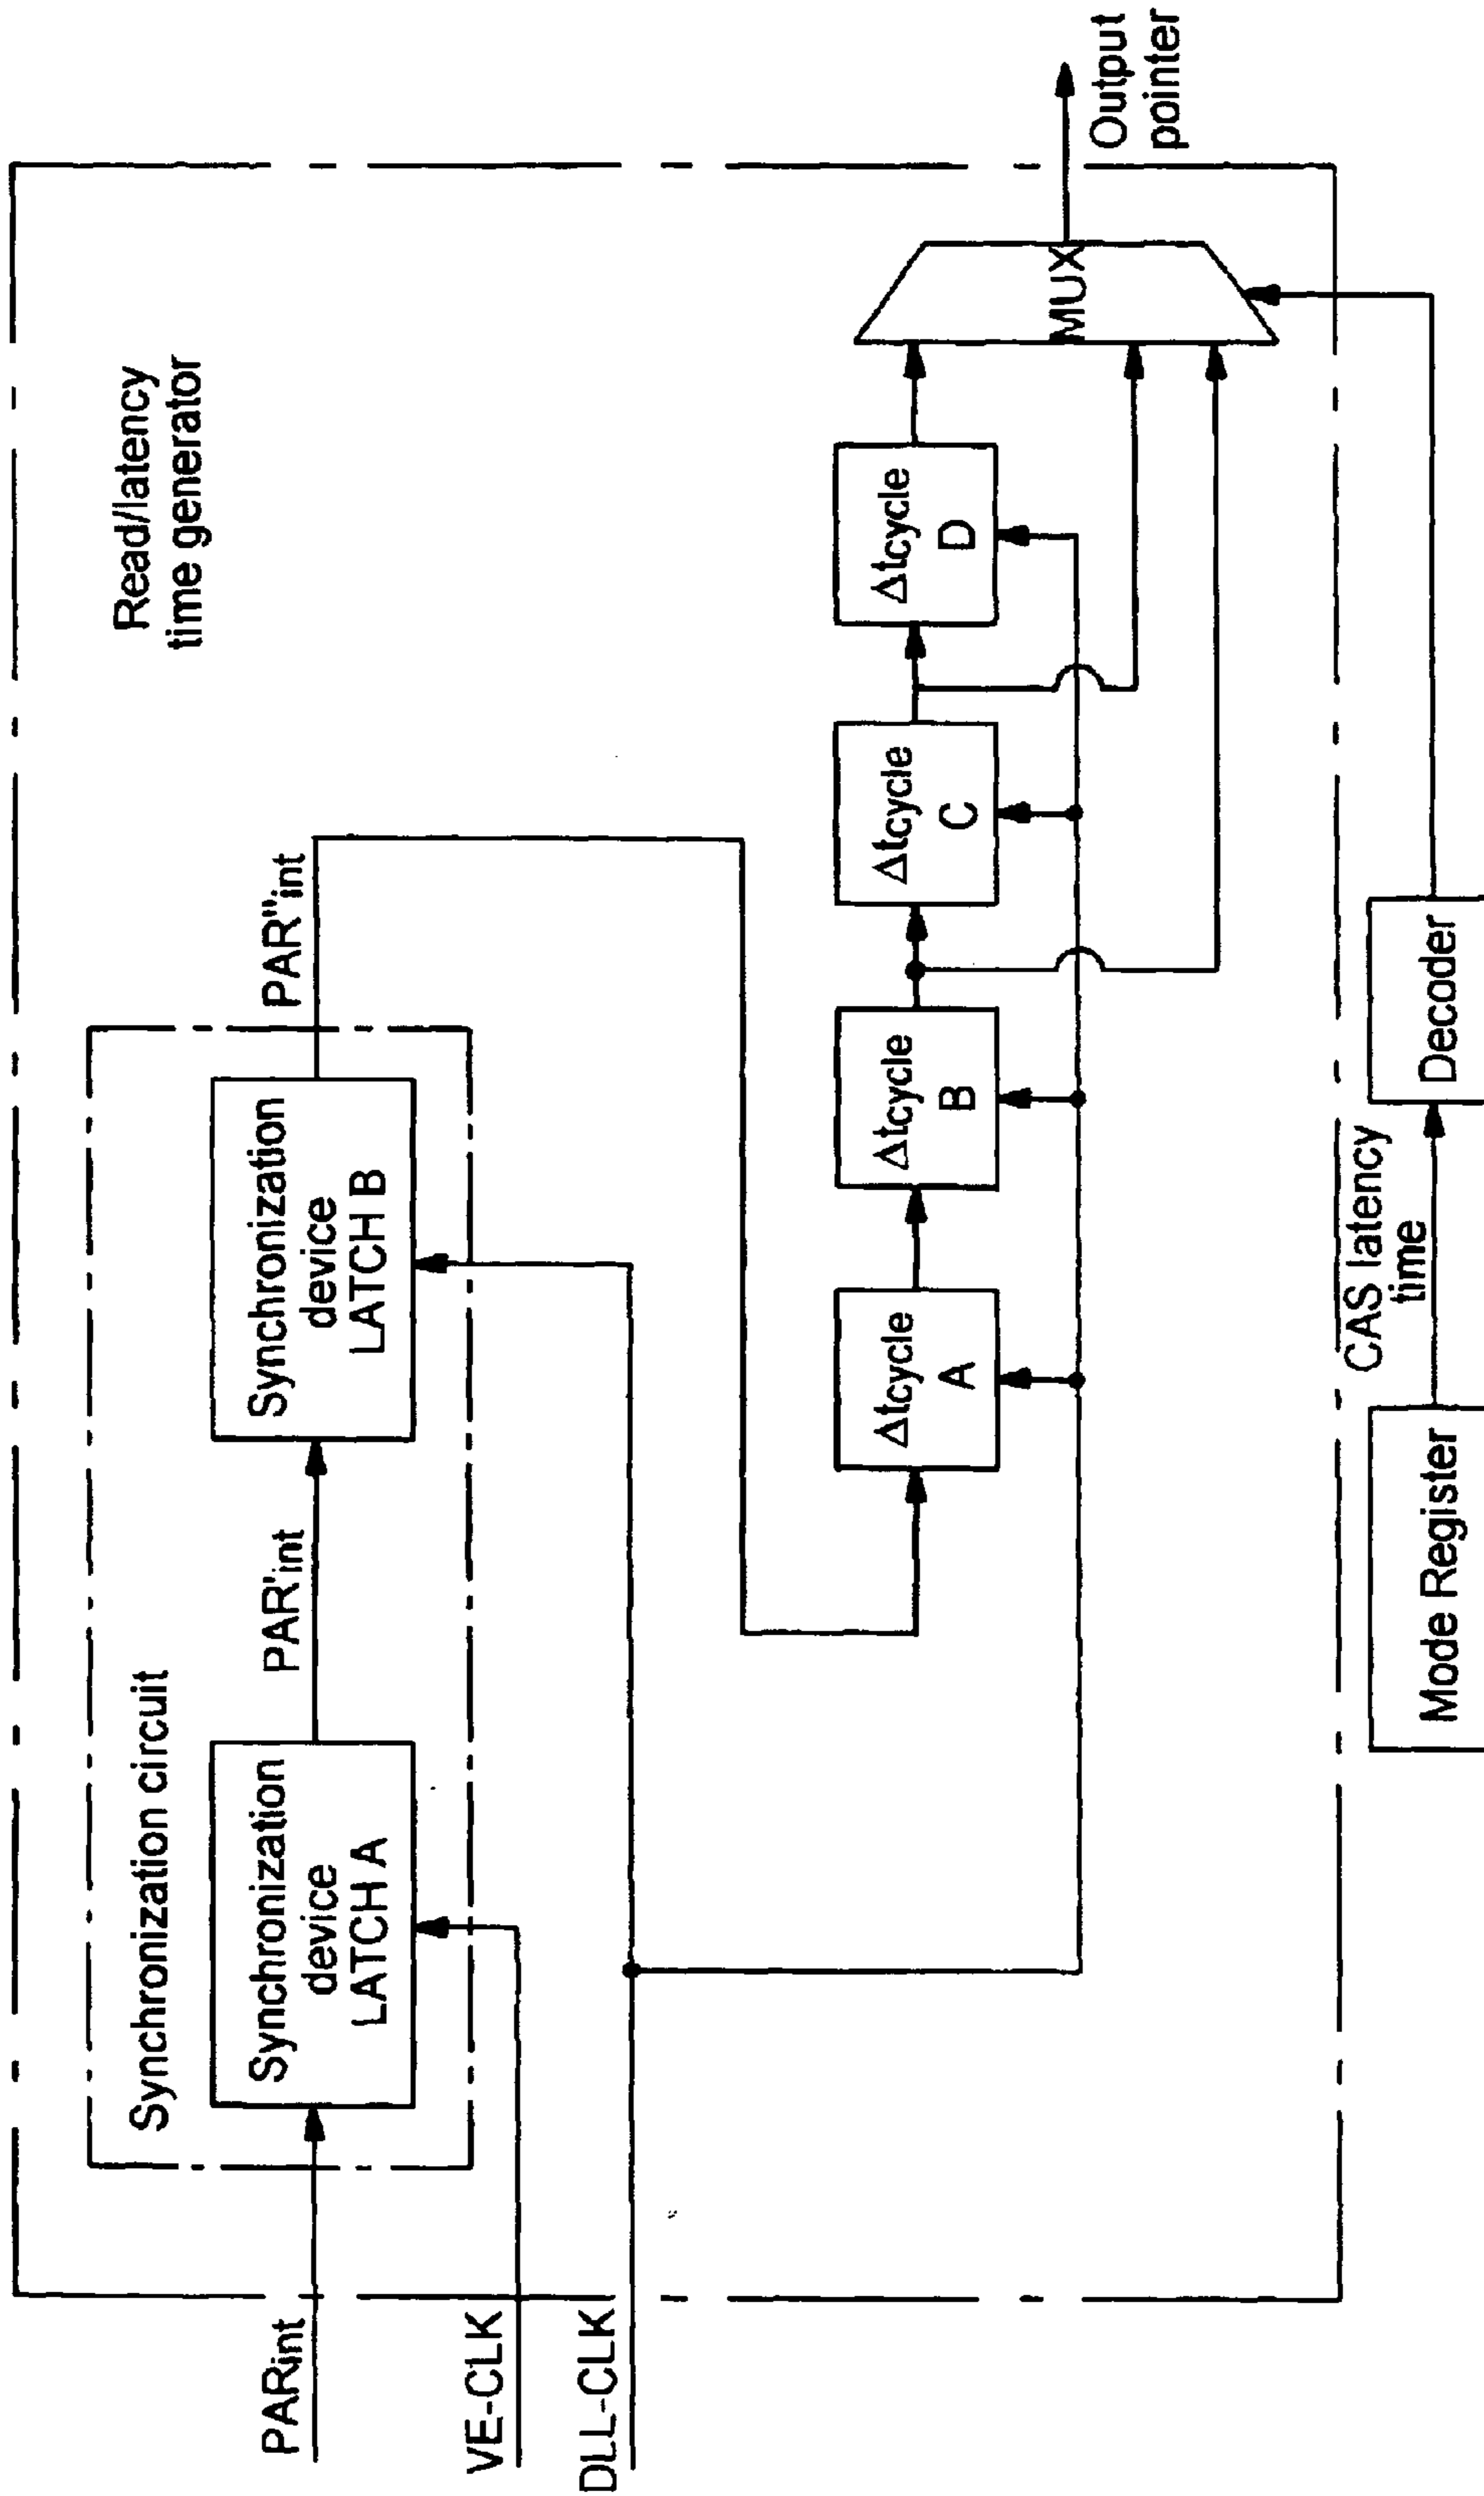 Read/latency
time generator
Synchronization circuit
PARint
Synchronization
device
LATCH A
PAR'int
Synchronization
device
LATCH B
PAR"int
VE-CLK
DLL-CLK
Δtcycle
A
Δtcycle
B
Δtcycle
C
Δtcycle
D
MUX
Output
pointer
Mode Register
CAS latency
time
Decoder